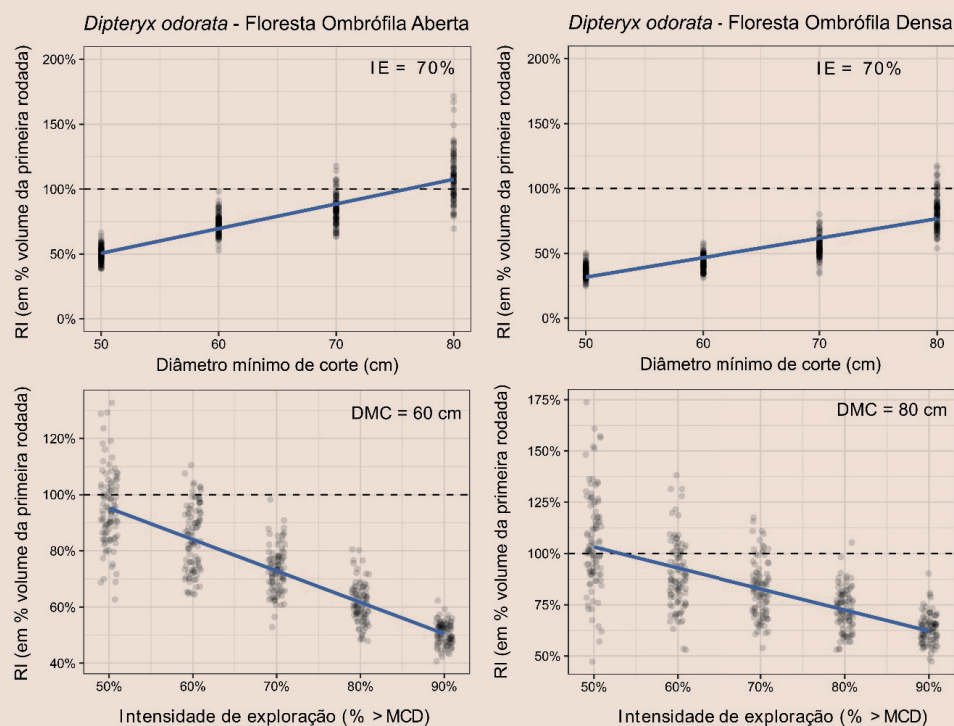 Dipteryx odorata - Floresta Ombrófila Aberta
RI (em % volume da primeira rodada)
200%
150%
100%
50%
0%
IE = 70%
50 60 70 80
Diâmetro mínimo de corte (cm)
Dipteryx odorata - Floresta Ombrófila Densa
RI (em % volume da primeira rodada)
200%
150%
100%
50%
0%
IE = 70%
50 60 70 80
Diâmetro mínimo de corte (cm)
RI (em % volume da primeira rodada)
120%
100%
80%
60%
40%
DMC = 60 cm
50% 60% 70% 80% 90%
Intensidade de exploração (% >MCD)
RI (em % volume da primeira rodada)
175%
150%
125%
100%
75%
50%
DMC = 80 cm
50% 60% 70% 80% 90%
Intensidade de exploração (% >MCD)